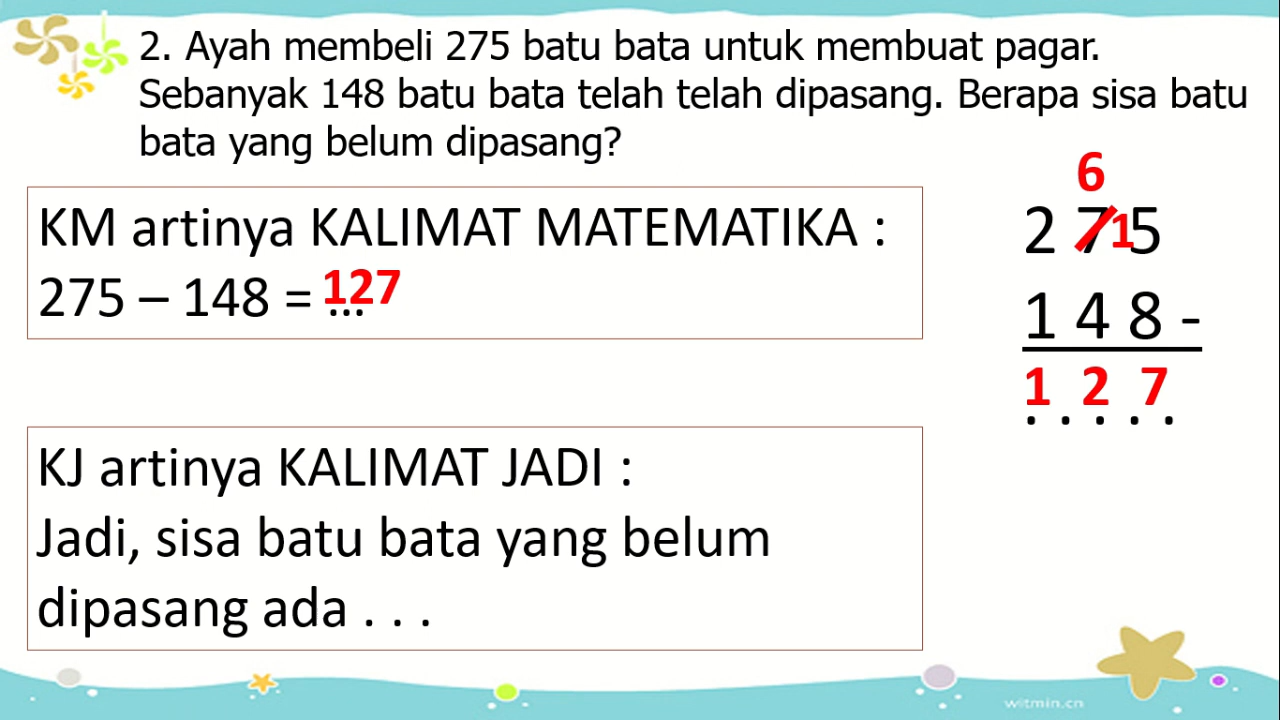 2. Ayah membeli 275 batu bata untuk membuat pagar.
Sebanyak 148 batu bata telah telah dipasang. Berapa sisa batu
bata yang belum dipasang?
KM artinya KALIMAT MATEMATIKA :
275 – 148 = ... 127
6
2 7 1 5
1 4 8 -
1 2 7
. . . . .
KJ artinya KALIMAT JADI :
Jadi, sisa batu bata yang belum
dipasang ada . . .
witmin.cn